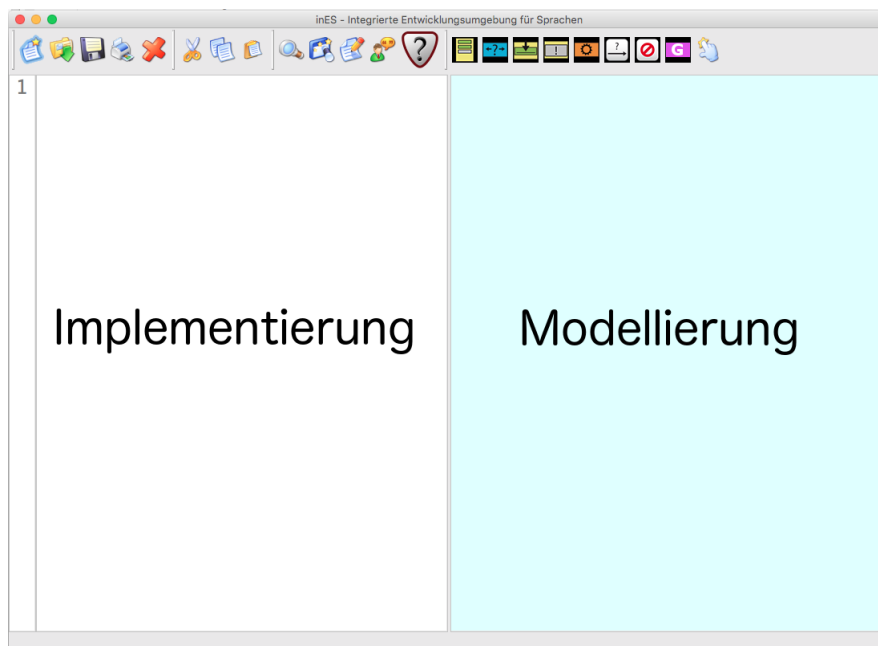 inES - Integrierte Entwicklungsumgebung für Sprachen
?
-?-
!
?
G
1
Implementierung
Modellierung